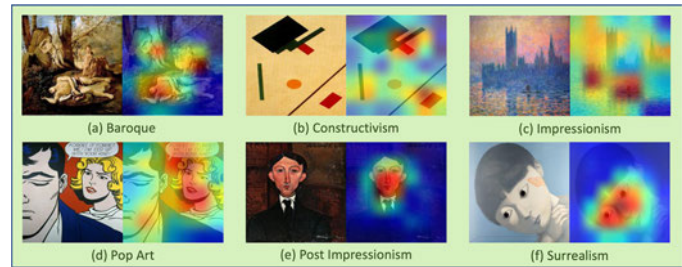 (a) Baroque
(b) Constructivism
(c) Impressionism
(d) Pop Art
(e) Post Impressionism
(f) Surrealism